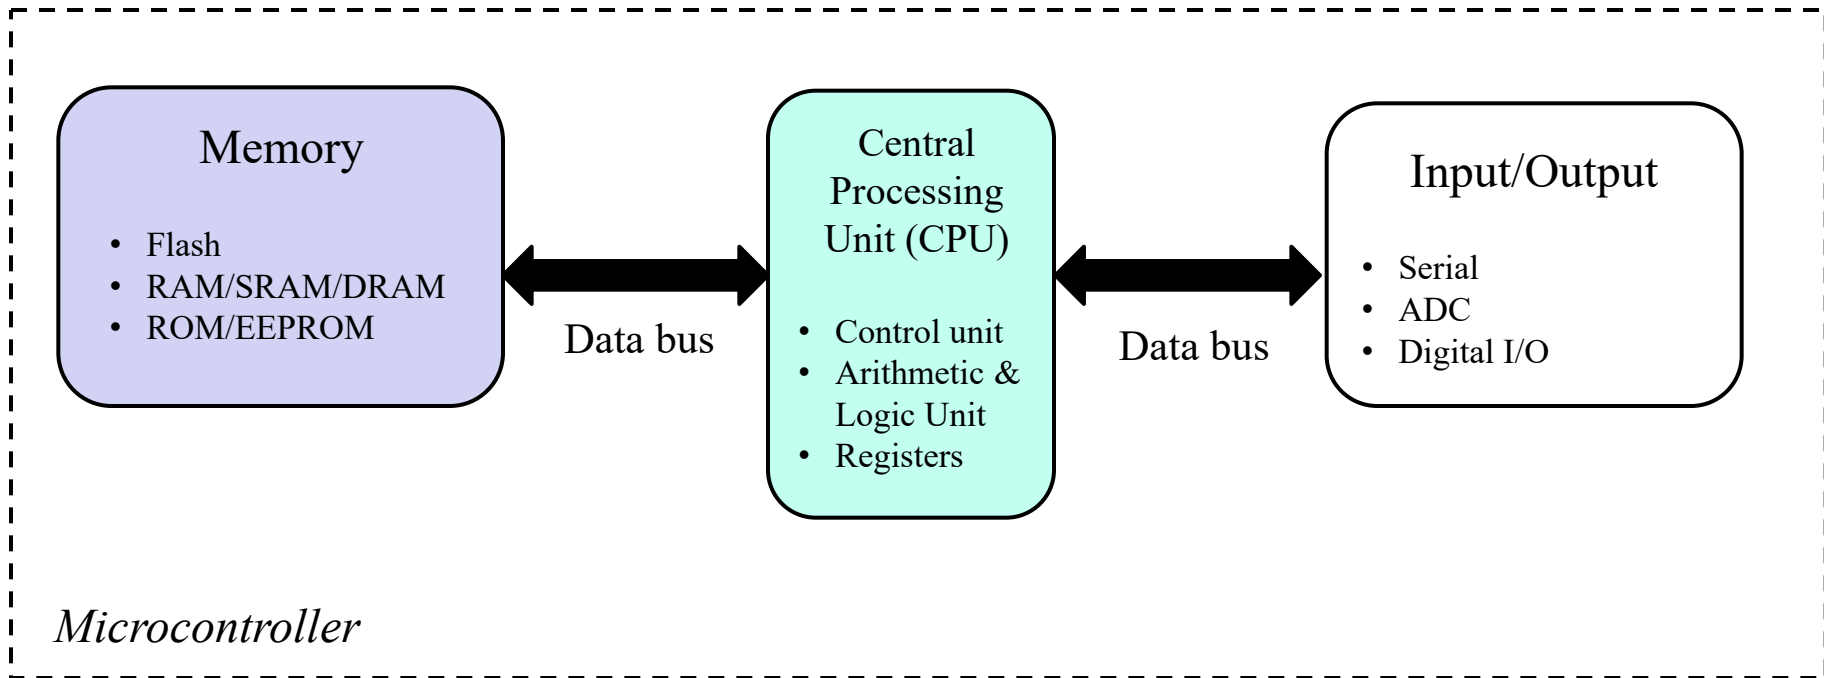 Memory
• Flash
• RAM/SRAM/DRAM
• ROM/EEPROM
Data bus
Central
Processing
Unit (CPU)
• Control unit
• Arithmetic &
Logic Unit
• Registers
Data bus
Input/Output
• Serial
• ADC
• Digital I/O
Microcontroller